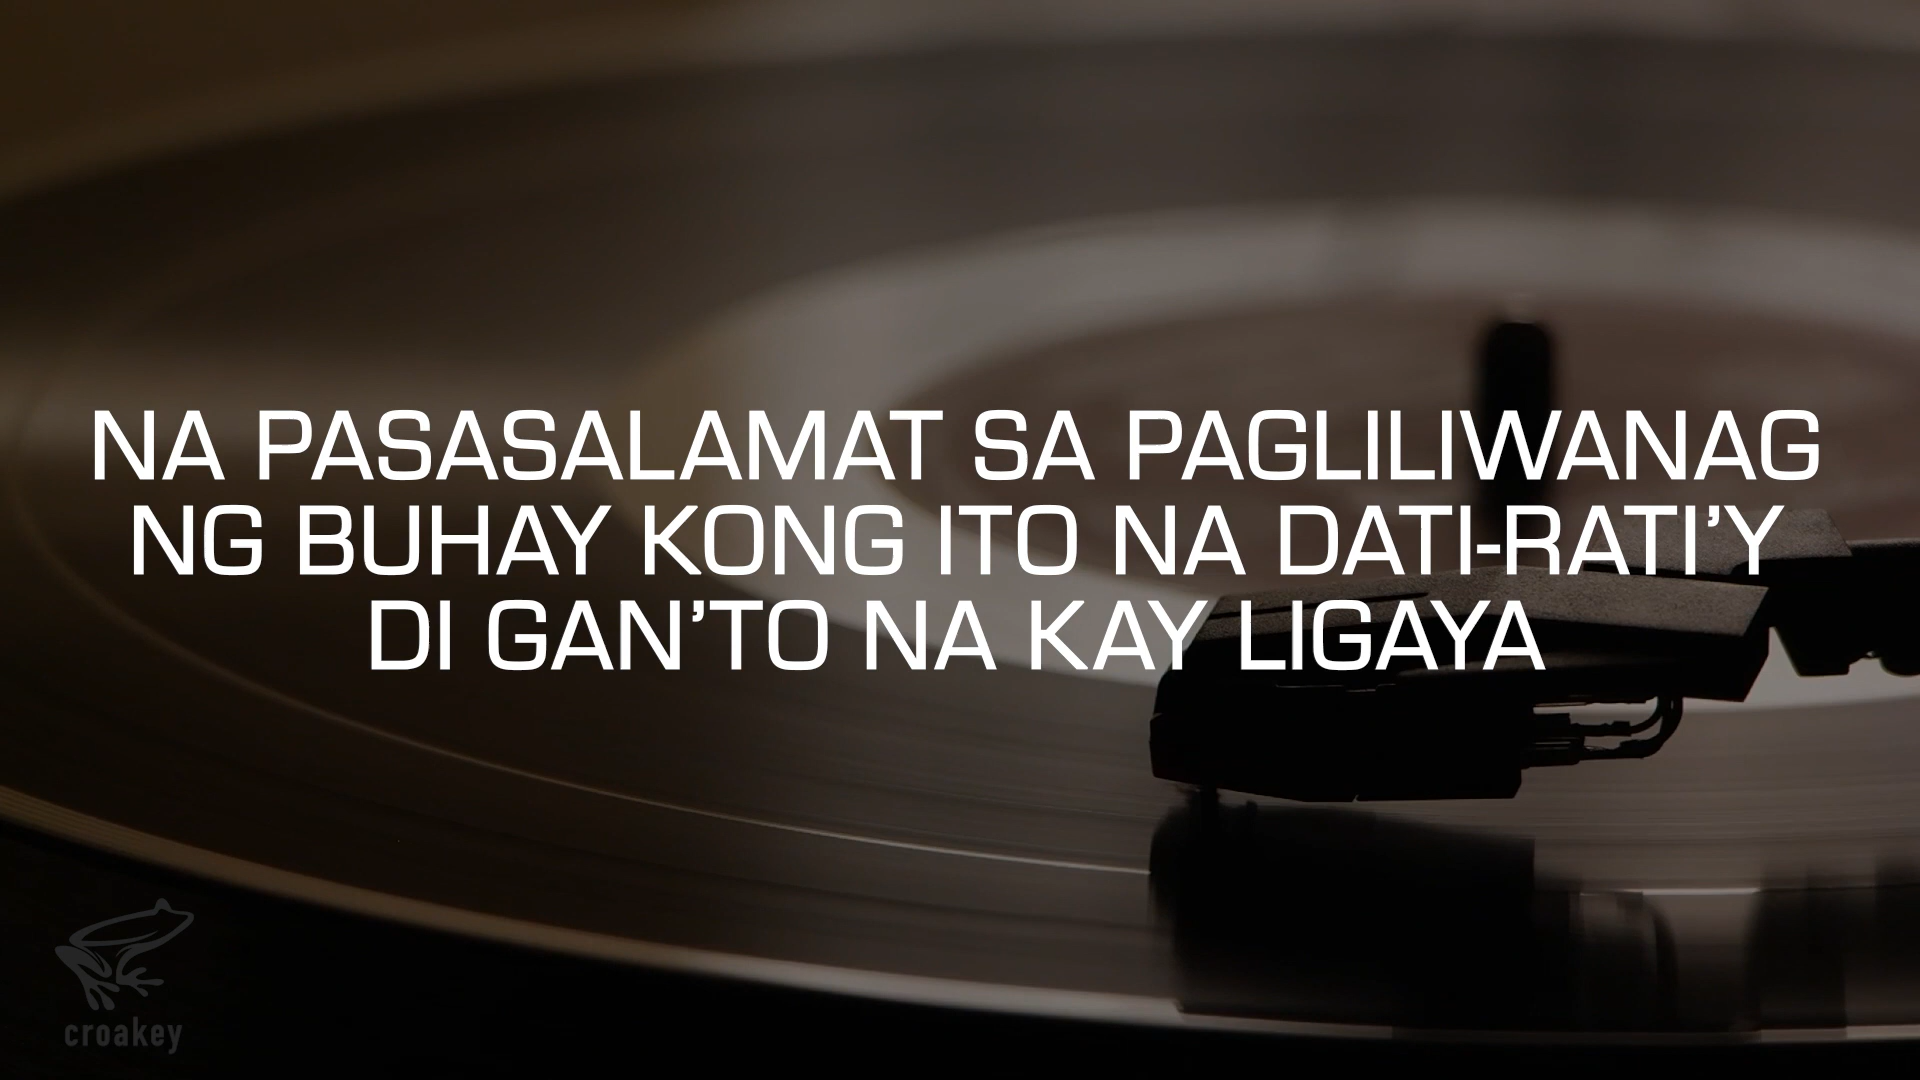 NA PASASALAMAT SA PAGLILIWANAG
NG BUHAY KONG ITO NA DATI-RATI’Y
DI GAN’TO NA KAY LIGAYA
croakey